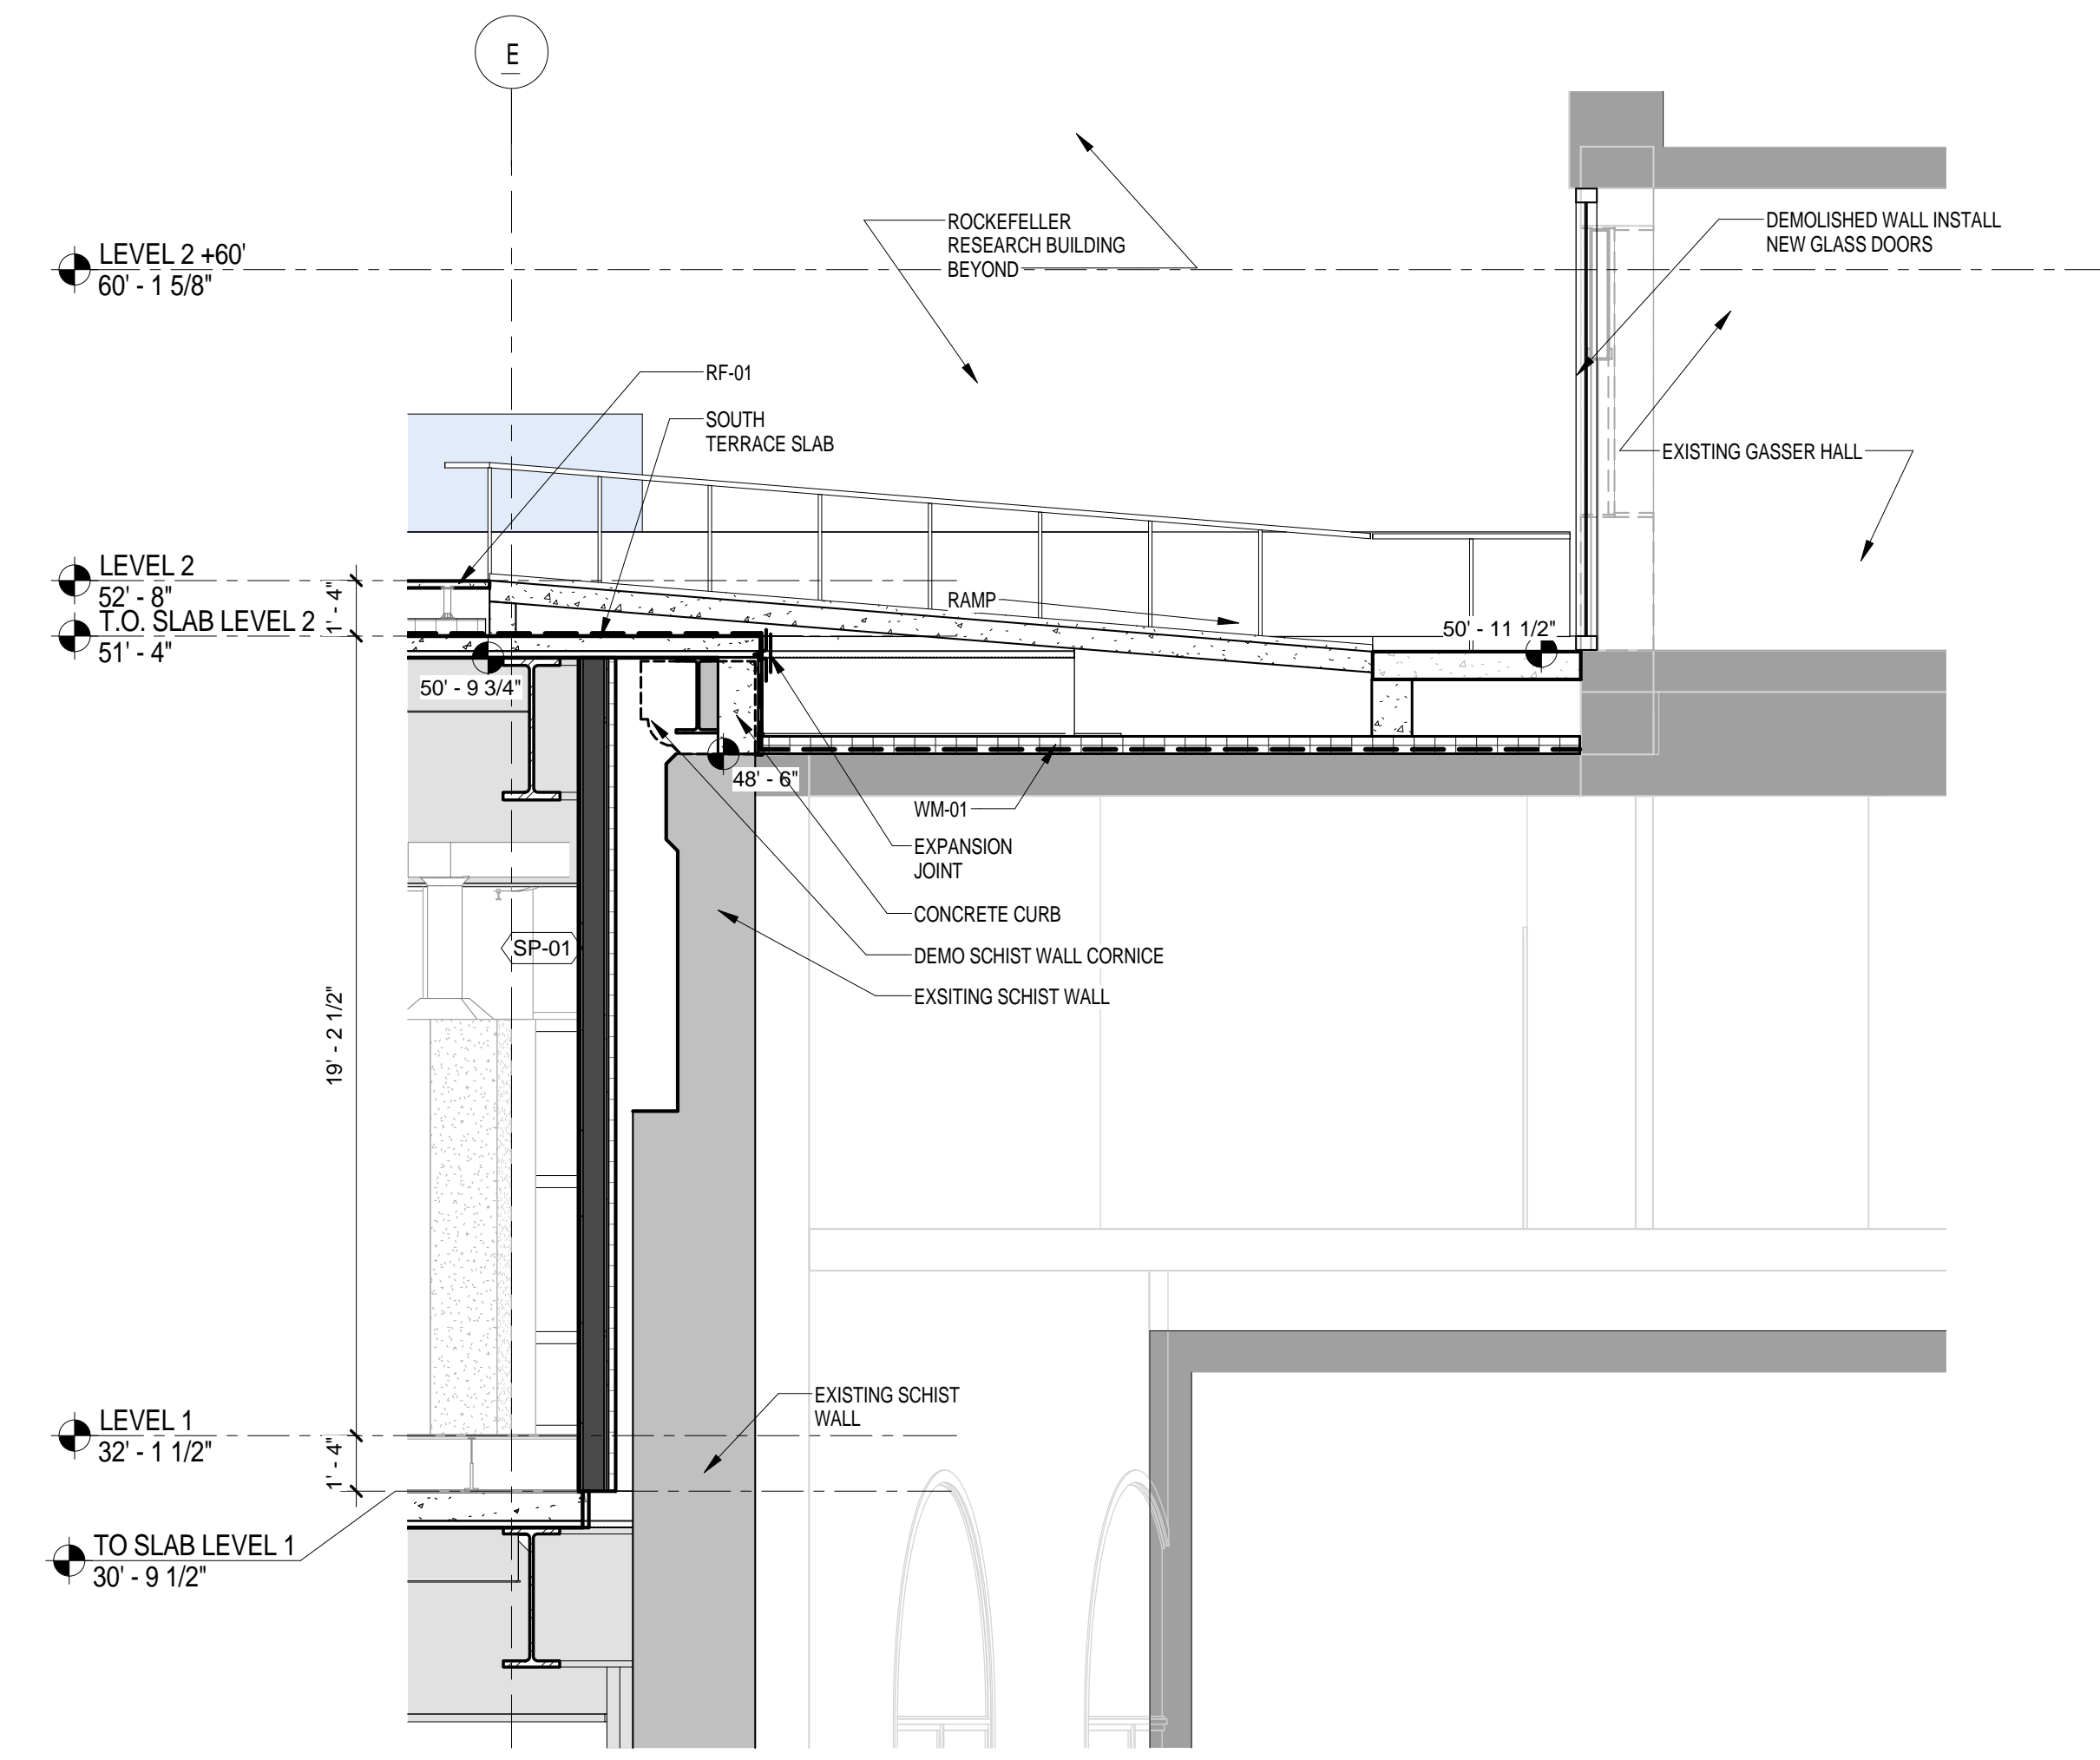 E
ROCKEFELLER
RESEARCH BUILDING
BEYOND
DEMOLISHED WALL INSTALL
NEW GLASS DOORS
LEVEL 2 +60'
60' - 1 5/8"
RF-01
SOUTH
TERRACE SLAB
EXISTING GASSER HALL
LEVEL 2
52' - 8"
1' - 4"
T.O. SLAB LEVEL 2
51' - 4"
RAMP
50' - 11 1/2"
50' - 9 3/4"
48' - 6"
WM-01
EXPANSION
JOINT
CONCRETE CURB
SP-01
DEMO SCHIST WALL CORNICE
EXSITING SCHIST WALL
19' - 2 1/2"
EXISTING SCHIST
WALL
LEVEL 1
32' - 1 1/2"
1' - 4"
TO SLAB LEVEL 1
30' - 9 1/2"